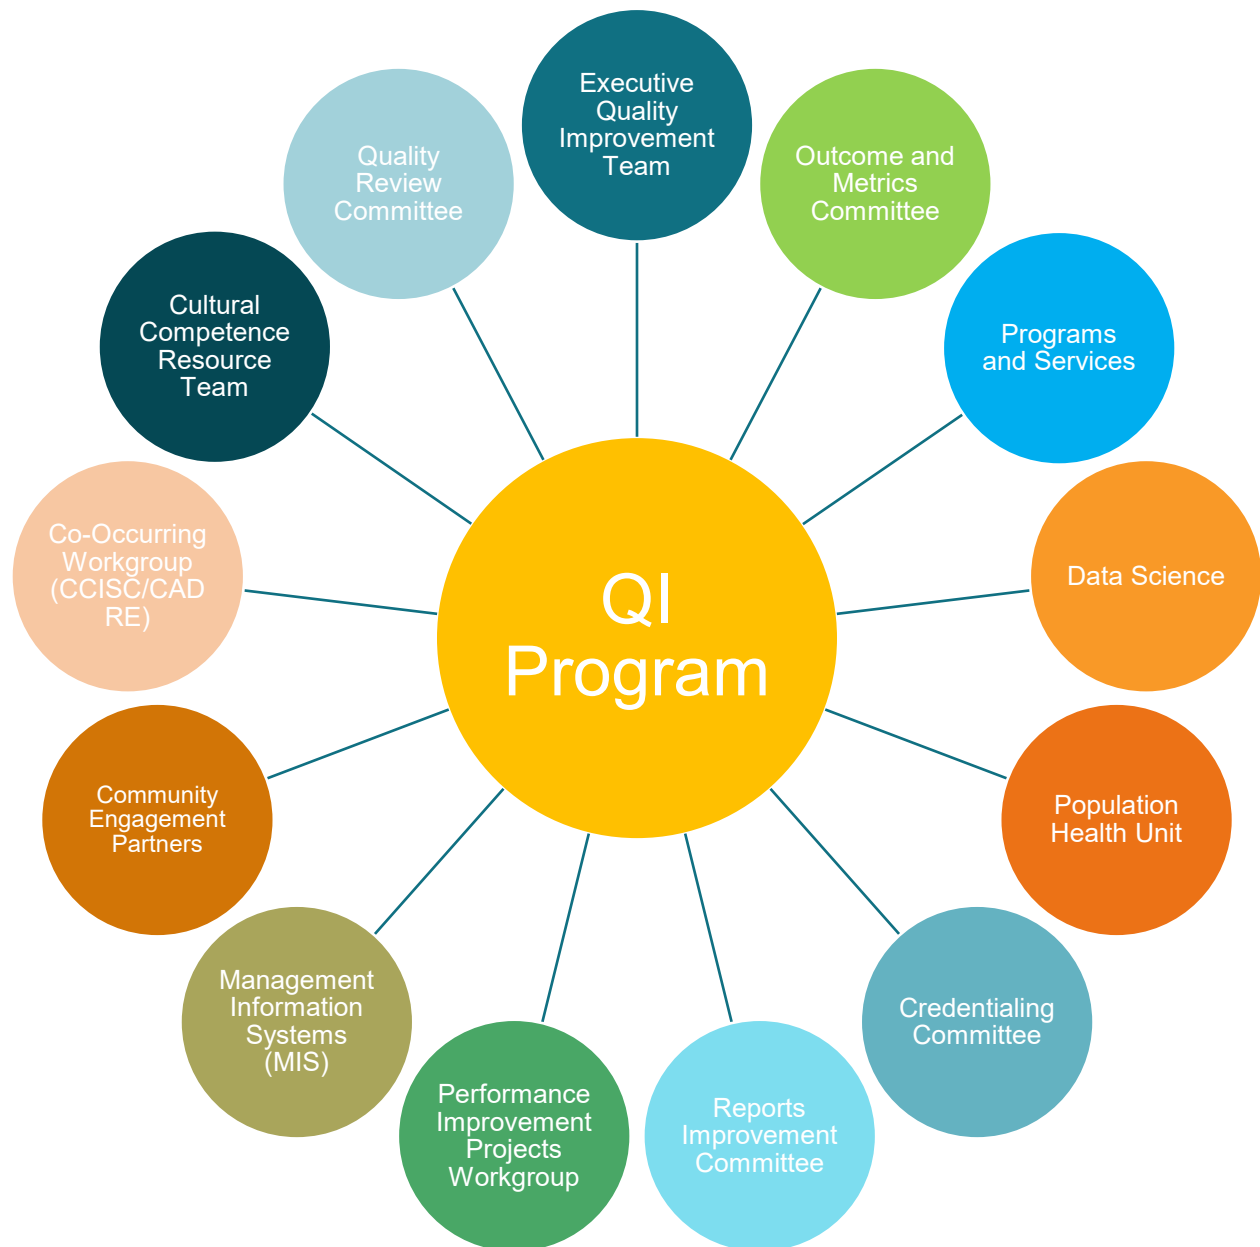 Executive
Quality
Improvement
Team
Outcome and
Metrics
Committee
Programs
and Services
Data Science
Population
Health Unit
Credentialing
Committee
Reports
Improvement
Committee
Performance
Improvement
Projects
Workgroup
Management
Information
Systems
(MIS)
Community
Engagement
Partners
Co-Occurring
Workgroup
(CCISC/CAD
RE)
Cultural
Competence
Resource
Team
Quality
Review
Committee
QI
Program